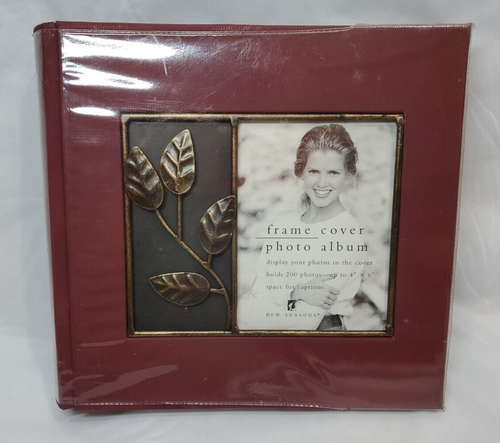 frame cover
photo album
display your photos in the cover
holds 200 photos—up to 4" × 6"
space for captions
new seasons®